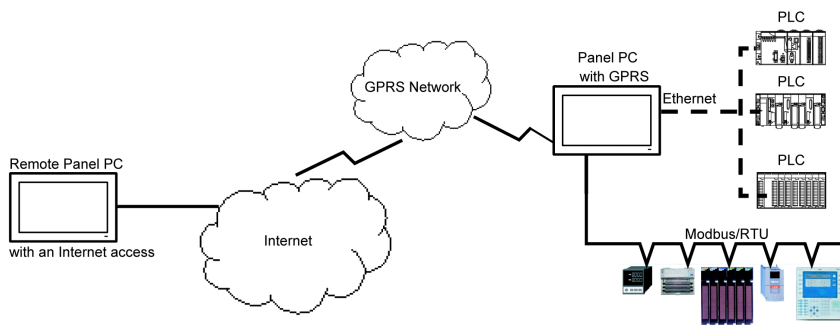 PLC
Panel PC
with GPRS
GPRS Network
Ethernet
PLC
PLC
Remote Panel PC
with an Internet access
Internet
Modbus/RTU